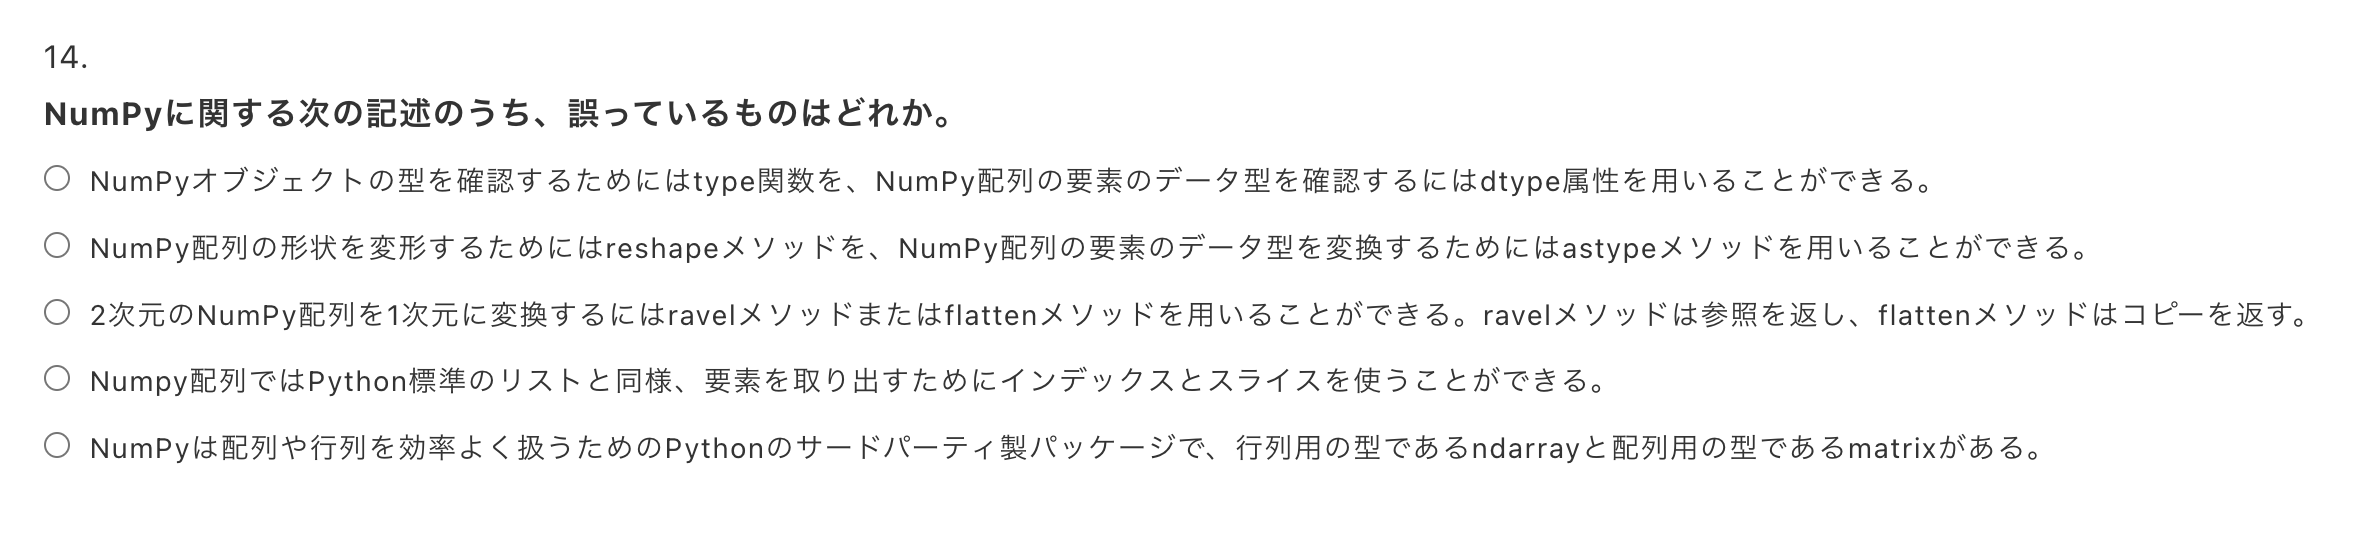 14.
NumPyに関する次の記述のうち、誤っているものはどれか。
NumPyオブジェクトの型を確認するためにはtype関数を、NumPy配列の要素のデータ型を確認するにはdtype属性を用いることができる。
NumPy配列の形状を変形するためにはreshapeメソッドを、NumPy配列の要素のデータ型を変換するためにはastypeメソッドを用いることができる。
2次元のNumPy配列を1次元に変換するにはravelメソッドまたはflattenメソッドを用いることができる。ravelメソッドは参照を返し、flattenメソッドはコピーを返す。
Numpy配列ではPython標準のリストと同様、要素を取り出すためにインデックスとスライスを使うことができる。
NumPyは配列や行列を効率よく扱うためのPythonのサードパーティ製パッケージで、行列用の型であるndarrayと配列用の型であるmatrixがある。